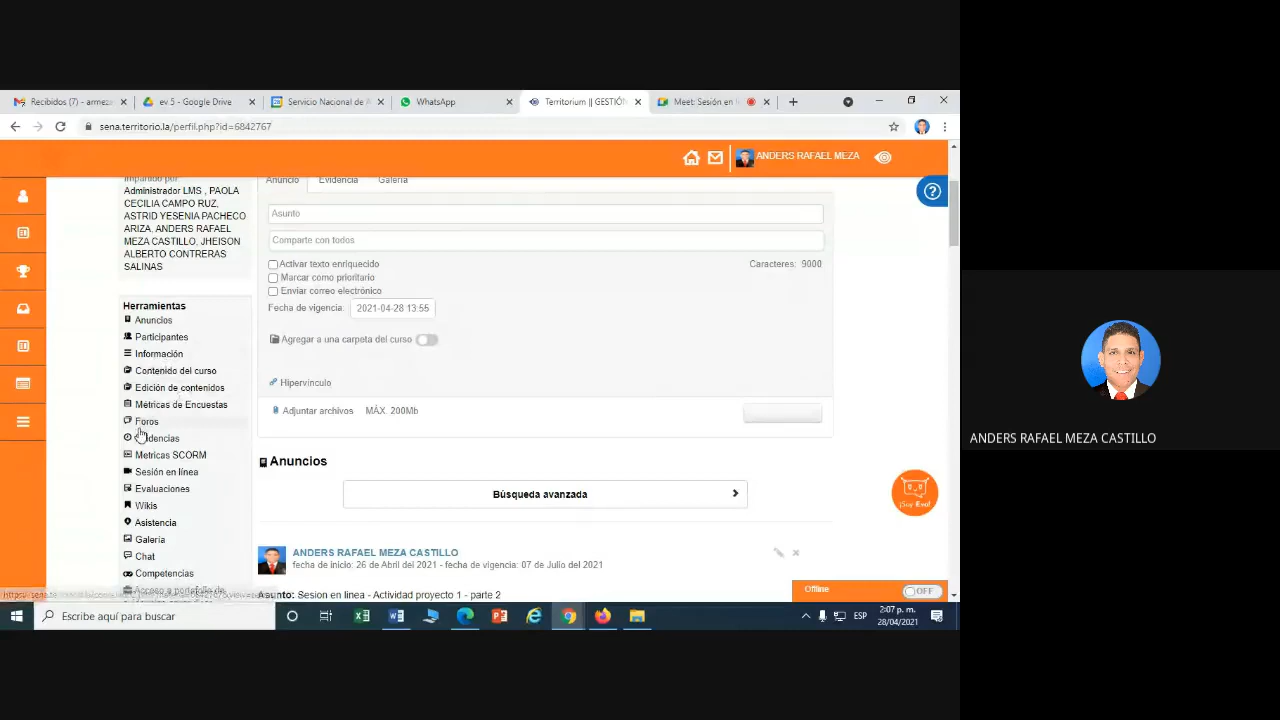 Recibidos (7) - armez
ev 5 - Google Drive
Servicio Nacional de A
WhatsApp
Territorium || GESTIÓN
Meet: Sesión en l
sena.territorio.la/perfil.php?id=6842767
ANDERS RAFAEL MEZA
Impartido por:
Administrador LMS , PAOLA
CECILIA CAMPO RUZ,
ASTRID YESENIA PACHECO
ARIZA, ANDERS RAFAEL
MEZA CASTILLO, JHEISON
ALBERTO CONTRERAS
SALINAS
Herramientas
Anuncios
Participantes
Información
Contenido del curso
Edición de contenidos
Métricas de Encuestas
Foros
idencias
Metricas SCORM
Sesión en línea
Evaluaciones
Wikis
Asistencia
Galería
Chat
Competencias
Anuncio Evidencia Galería
Asunto
Comparte con todos
Activar texto enriquecido
Caracteres: 9000
Marcar como prioritario
Enviar correo electrónico
Fecha de vigencia: 2021-04-28 13:55
Agregar a una carpeta del curso
Hipervínculo
Adjuntar archivos MÁX. 200Mb
Anuncios
Búsqueda avanzada
ANDERS RAFAEL MEZA CASTILLO
fecha de inicio: 26 de Abril del 2021 - fecha de vigencia: 07 de Julio del 2021
Asunto: Sesion en linea - Actividad proyecto 1 - parte 2
¡Soy Eva!
Offline
OFF
Escribe aquí para buscar
ESP
2:07 p. m.
28/04/2021
ANDERS RAFAEL MEZA CASTILLO